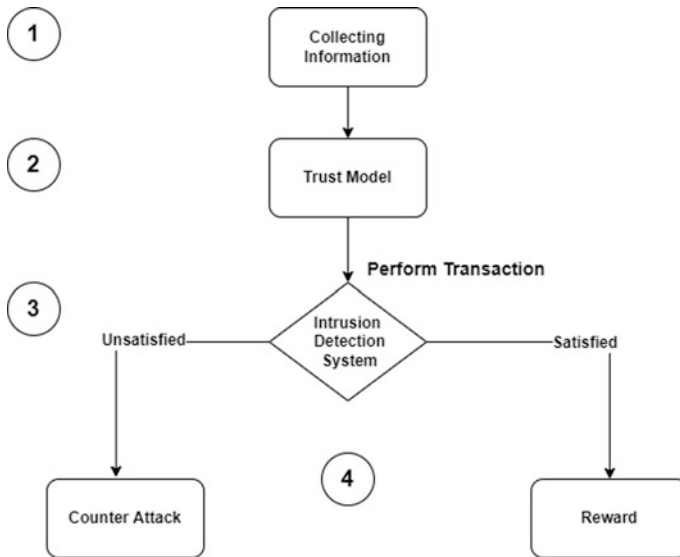 1
Collecting
Information
2
Trust Model
Perform Transaction
3
Intrusion
Detection
System
Unsatisfied
Satisfied
4
Counter Attack
Reward